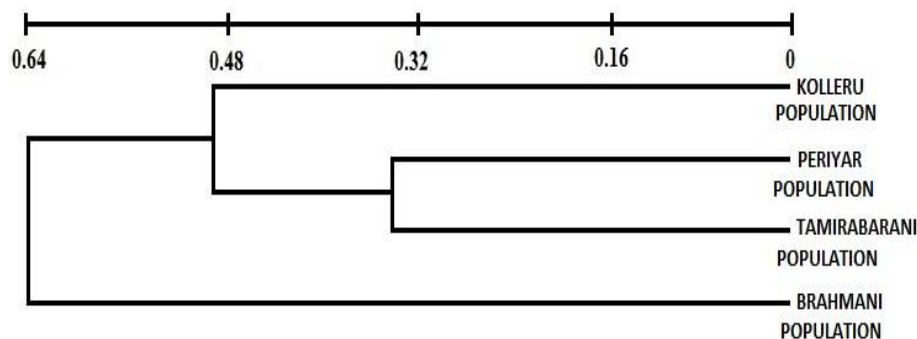 0.64 0.48 0.32 0.16 0
KOLLERU
POPULATION
PERIYAR
POPULATION
TAMIRABARANI
POPULATION
BRAHMANI
POPULATION